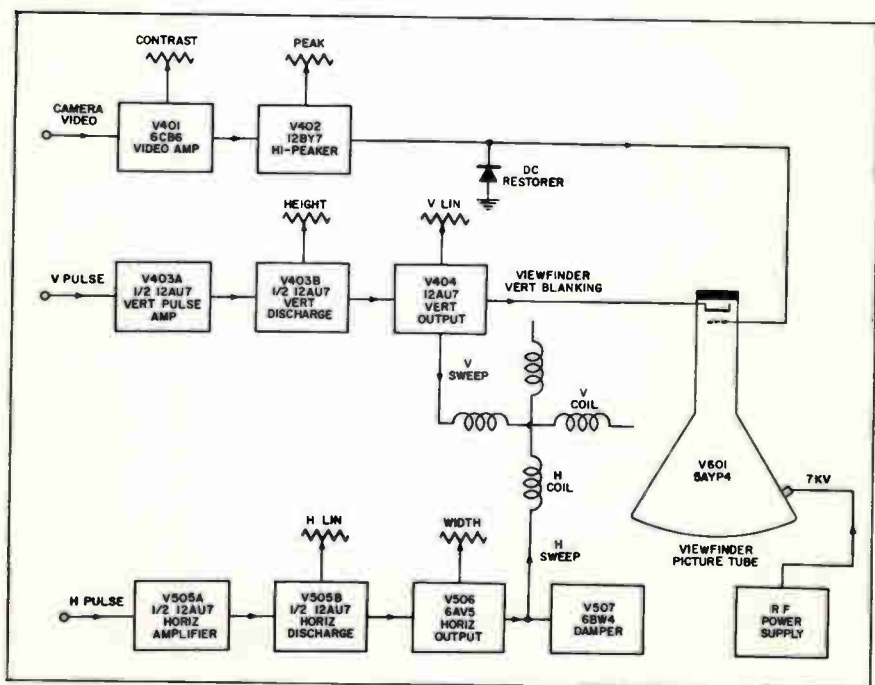 CONTRAST
PEAK
CAMERA
VIDEO
V401
6CB6
VIDEO AMP
V402
12BY7
HI-PEAKER
DC
RESTORER
HEIGHT
V LIN
V PULSE
V403A
1/2 12AU7
VERT PULSE
AMP
V403B
1/2 12AU7
VERT
DISCHARGE
V404
12AU7
VERT
OUTPUT
VIEWFINDER
VERT BLANKING
V
SWEEP
V
COIL
H
COIL
V601
5AYP4
7KV
H LIN
WIDTH
H
SWEEP
VIEWFINDER
PICTURE TUBE
H PULSE
V505A
1/2 12AU7
HORIZ
AMPLIFIER
V505B
1/2 12AU7
HORIZ
DISCHARGE
V506
6AV5
HORIZ
OUTPUT
V507
6BW4
DAMPER
R F
POWER
SUPPLY